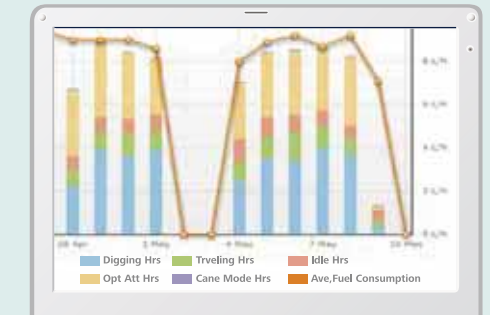 28 Apr 1 May 4 May 7 May 10 May
Digging Hrs Trveling Hrs Idle Hrs
Opt Att Hrs Cane Mode Hrs Ave,Fuel Consumption